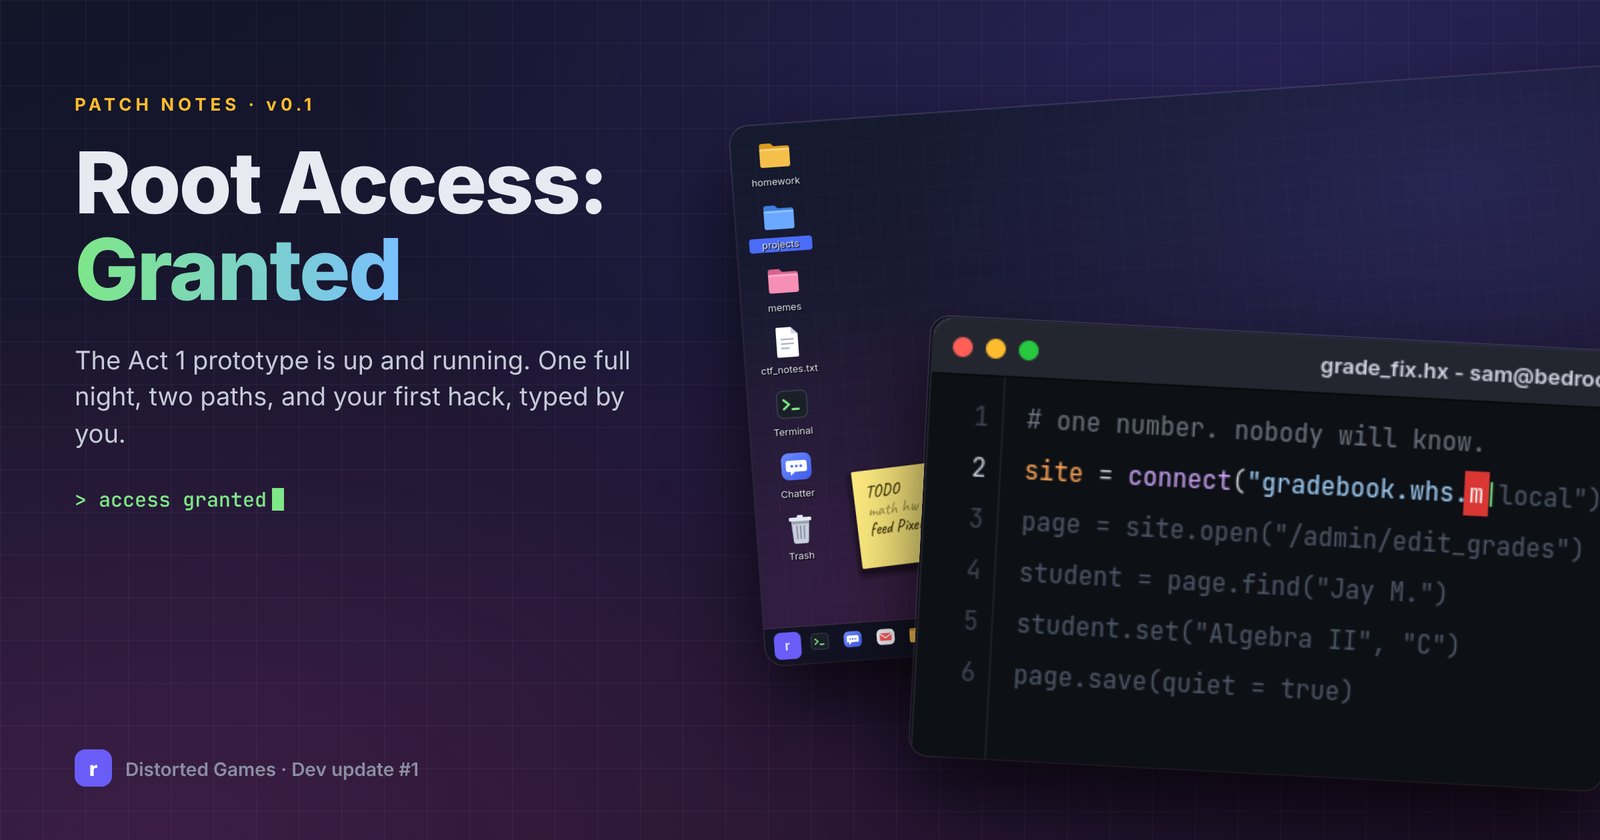 PATCH NOTES · v0.1
Root Access:
Granted
The Act 1 prototype is up and running. One full
night, two paths, and your first hack, typed by
you.
> access granted
r
Distorted Games · Dev update #1
homework
projects
memes
ctf_notes.txt
Terminal
Chatter
Trash
TODO
math hw
feed
r
grade_fix.hx - sam@
1 # one number. nobody will know.
2 site = connect("gradebook.whs.mlocal")
3 page = site.open("/admin/edit_grades")
4 student = page.find("Jay M.")
5 student.set("Algebra II", "C")
6 page.save(quiet = true)